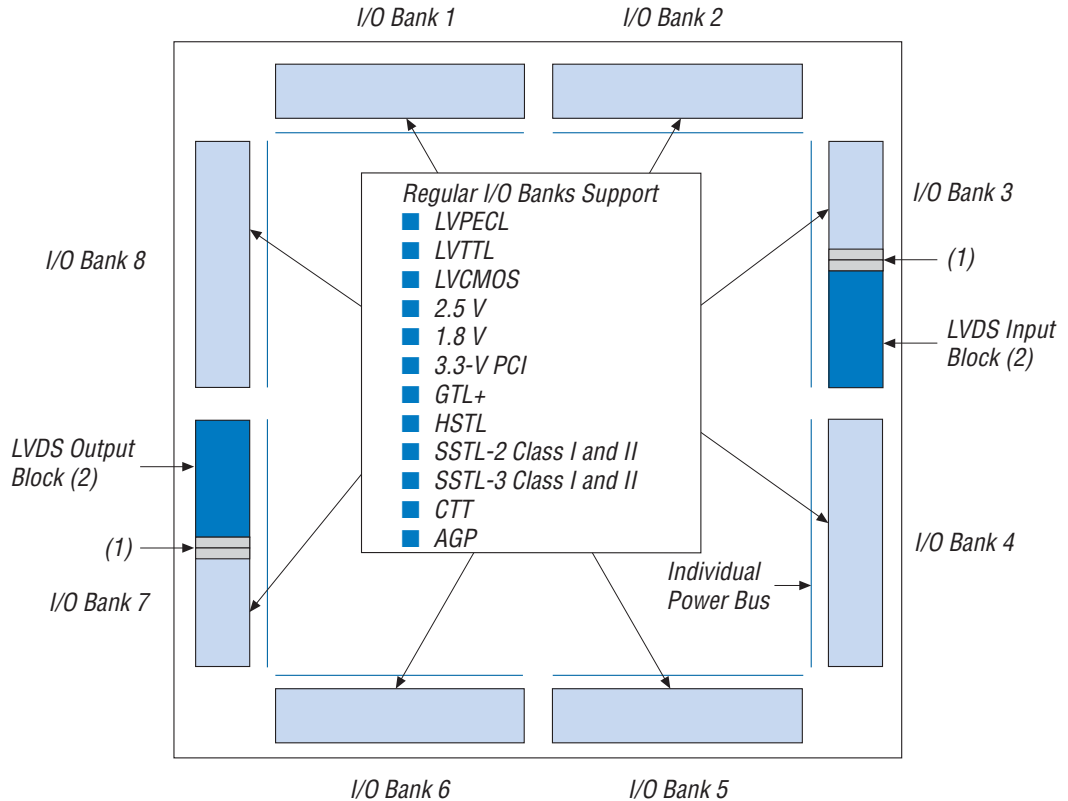 I/O Bank 1
I/O Bank 2
Regular I/O Banks Support
LVPECL
LVTTL
LVCMOS
2.5 V
1.8 V
3.3-V PCI
GTL+
HSTL
SSTL-2 Class I and II
SSTL-3 Class I and II
CTT
AGP
I/O Bank 3
(1)
LVDS Input
Block (2)
I/O Bank 8
LVDS Output
Block (2)
(1)
I/O Bank 7
Individual
Power Bus
I/O Bank 4
I/O Bank 6
I/O Bank 5